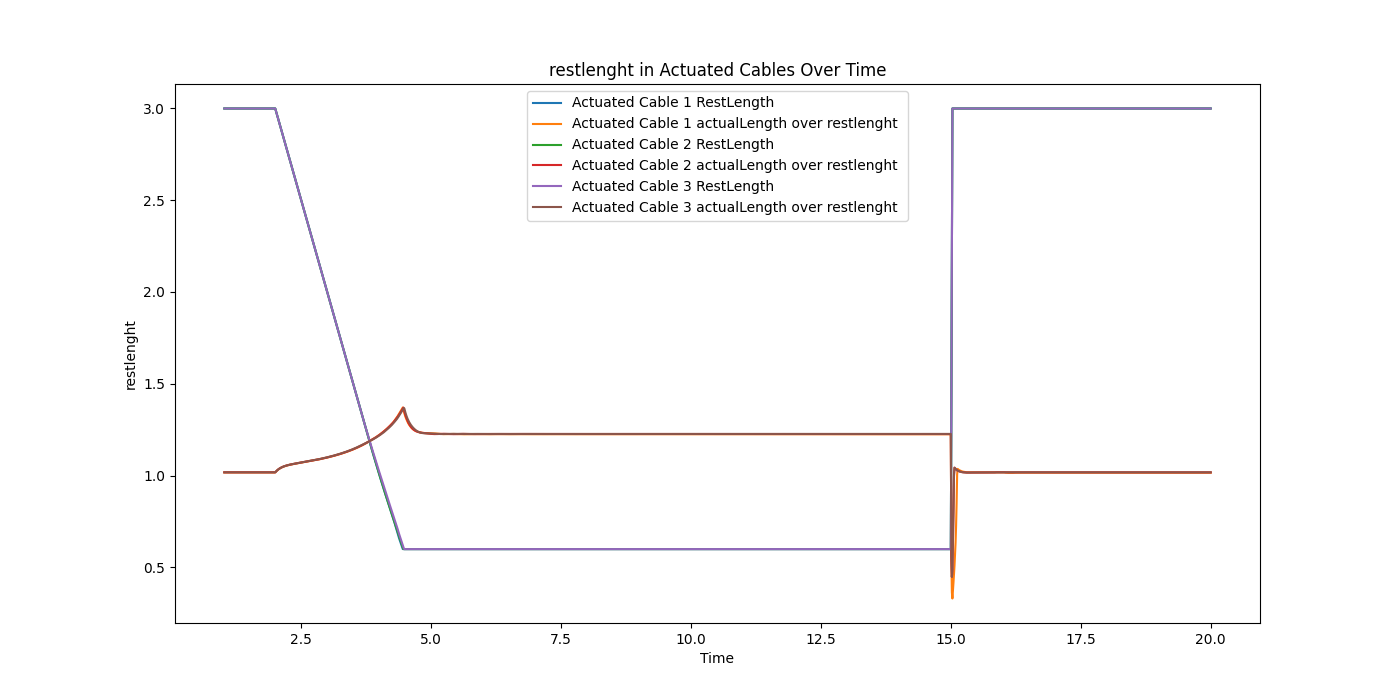 restlenght in Actuated Cables Over Time
Actuated Cable 1 RestLength
Actuated Cable 1 actualLength over restlenght
Actuated Cable 2 RestLength
Actuated Cable 2 actualLength over restlenght
Actuated Cable 3 RestLength
Actuated Cable 3 actualLength over restlenght
restlenght
3.0
2.5
2.0
1.5
1.0
0.5
2.5 5.0 7.5 10.0 12.5 15.0 17.5 20.0
Time